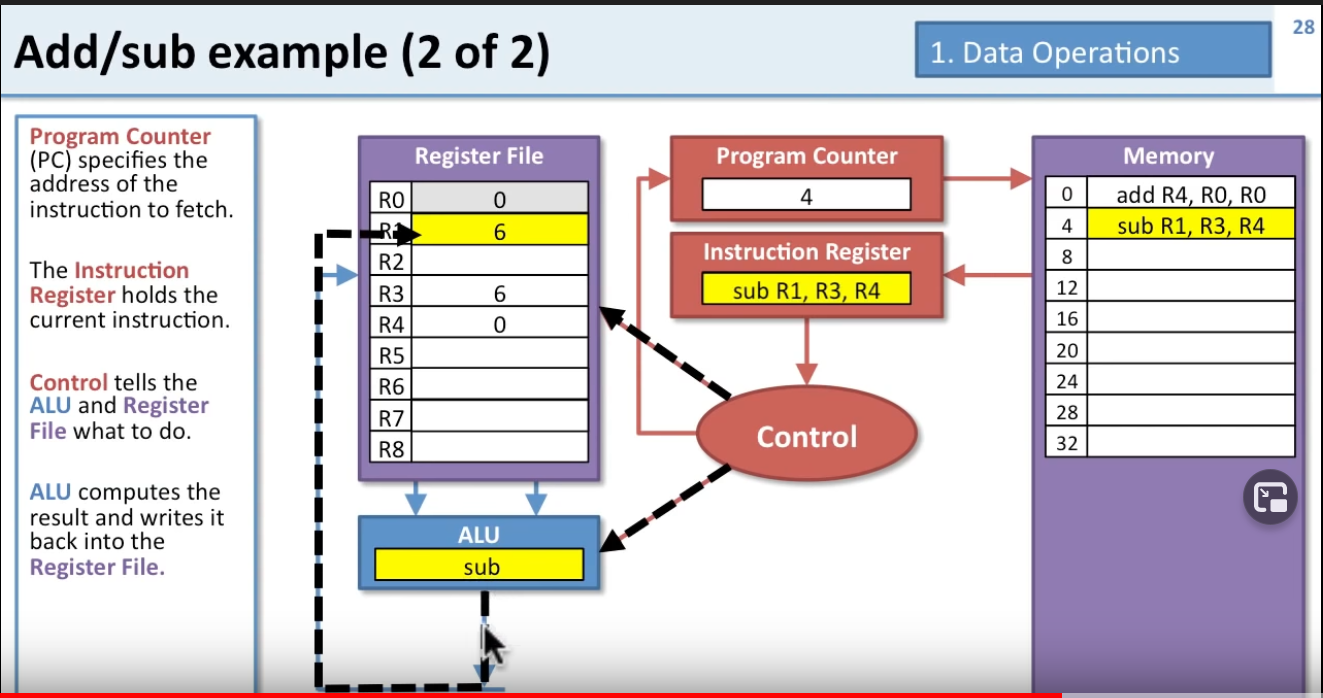 Add/sub example (2 of 2)
1. Data Operations
28
Program Counter
(PC) specifies the
address of the
instruction to fetch.
The Instruction
Register holds the
current instruction.
Control tells the
ALU and Register
File what to do.
ALU computes the
result and writes it
back into the
Register File.
Register File
R0 0
R1 6
R2
R3 6
R4 0
R5
R6
R7
R8
ALU
sub
Program Counter
4
Instruction Register
sub R1, R3, R4
Control
Memory
0 add R4, R0, R0
4 sub R1, R3, R4
8
12
16
20
24
28
32